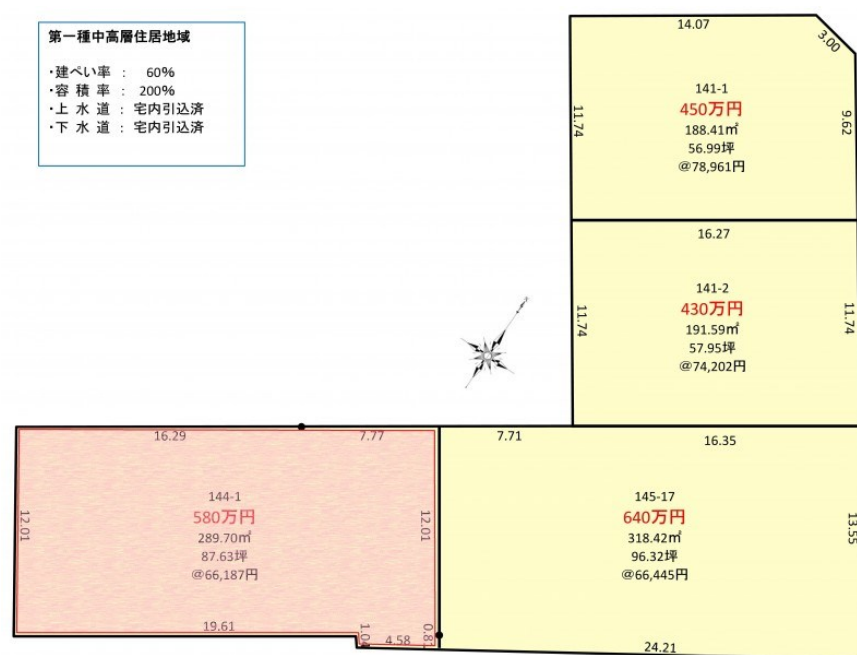 第一種中高層住居地域
・建ぺい率 : 60%
・容積率 : 200%
・上水道 : 宅内引込済
・下水道 : 宅内引込済
14.07
3.00
11.74
141-1
450万円
188.41㎡
56.99坪
@78,961円
9.62
16.27
11.74
141-2
430万円
191.59㎡
57.95坪
@74,202円
11.74
16.29
7.77
12.01
144-1
580万円
289.70㎡
87.63坪
@66,187円
12.01
19.61
1.04
4.58
7.71
16.35
145-17
640万円
318.42㎡
96.32坪
@66,445円
13.55
24.21